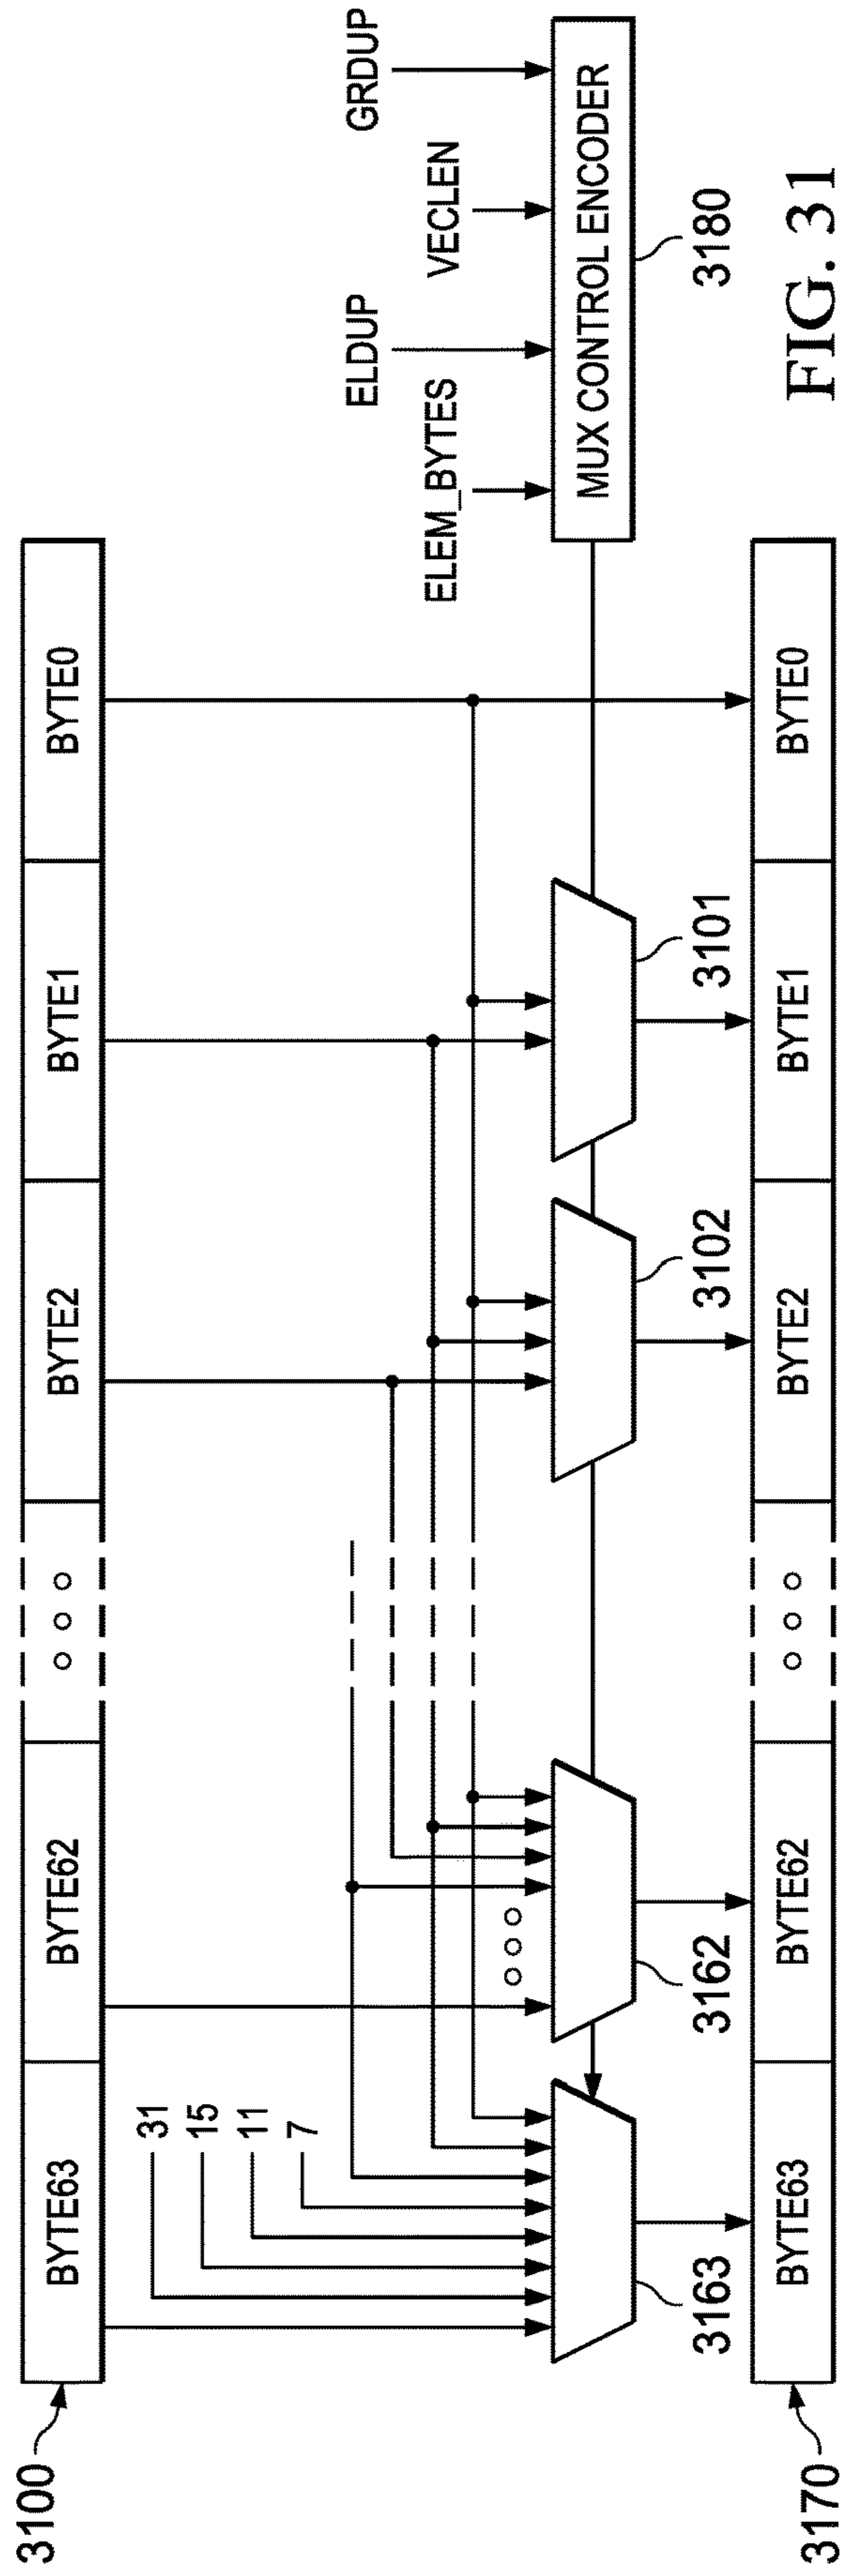 3100
BYTE63
BYTE62
BYTE2
BYTE1
BYTE0
31
15
11
7
ELDUP
GRDUP
ELEM_BYTES
VECLEN
MUX CONTROL ENCODER
3163
3162
3102
3101
3180
3170
BYTE63
BYTE62
BYTE2
BYTE1
BYTE0
FIG. 31